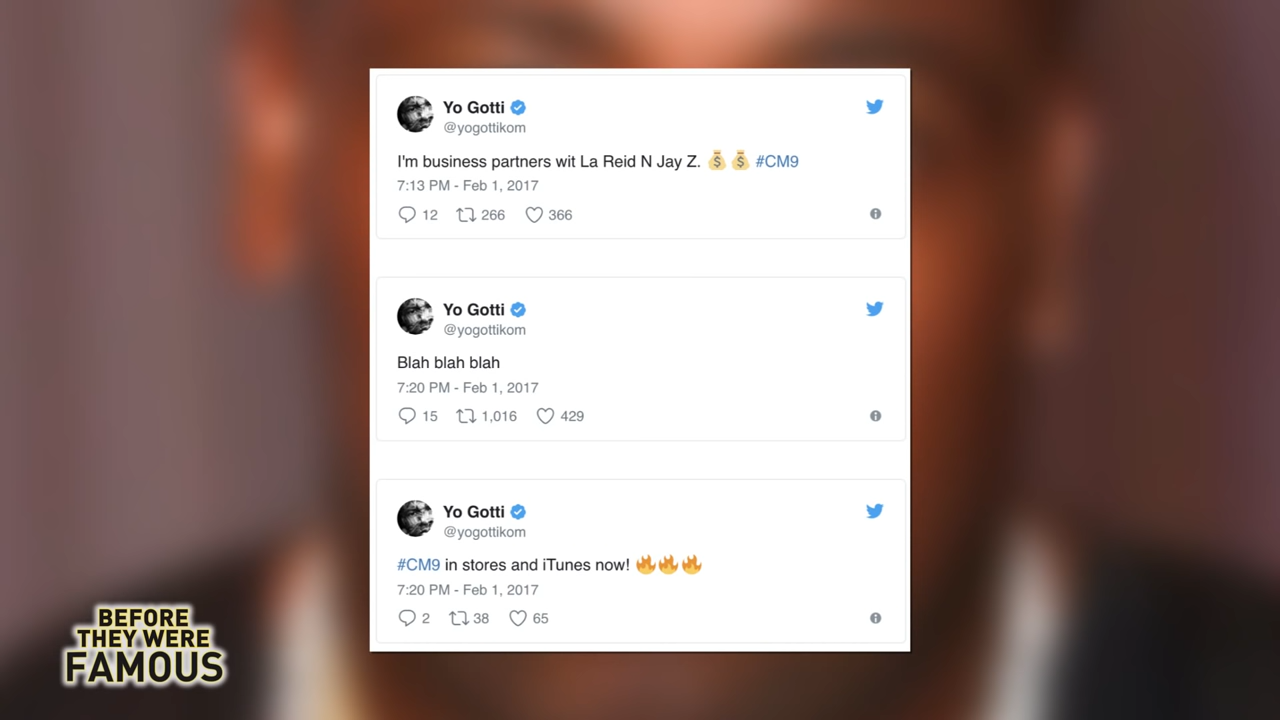 Yo Gotti
@yogottikom
I'm business partners wit La Reid N Jay Z. 💰 💰 #CM9
7:13 PM - Feb 1, 2017
12 266 366
Yo Gotti
@yogottikom
Blah blah blah
7:20 PM - Feb 1, 2017
15 1,016 429
Yo Gotti
@yogottikom
#CM9 in stores and iTunes now! 🔥🔥🔥
7:20 PM - Feb 1, 2017
2 38 65
BEFORE
THEY WERE
FAMOUS